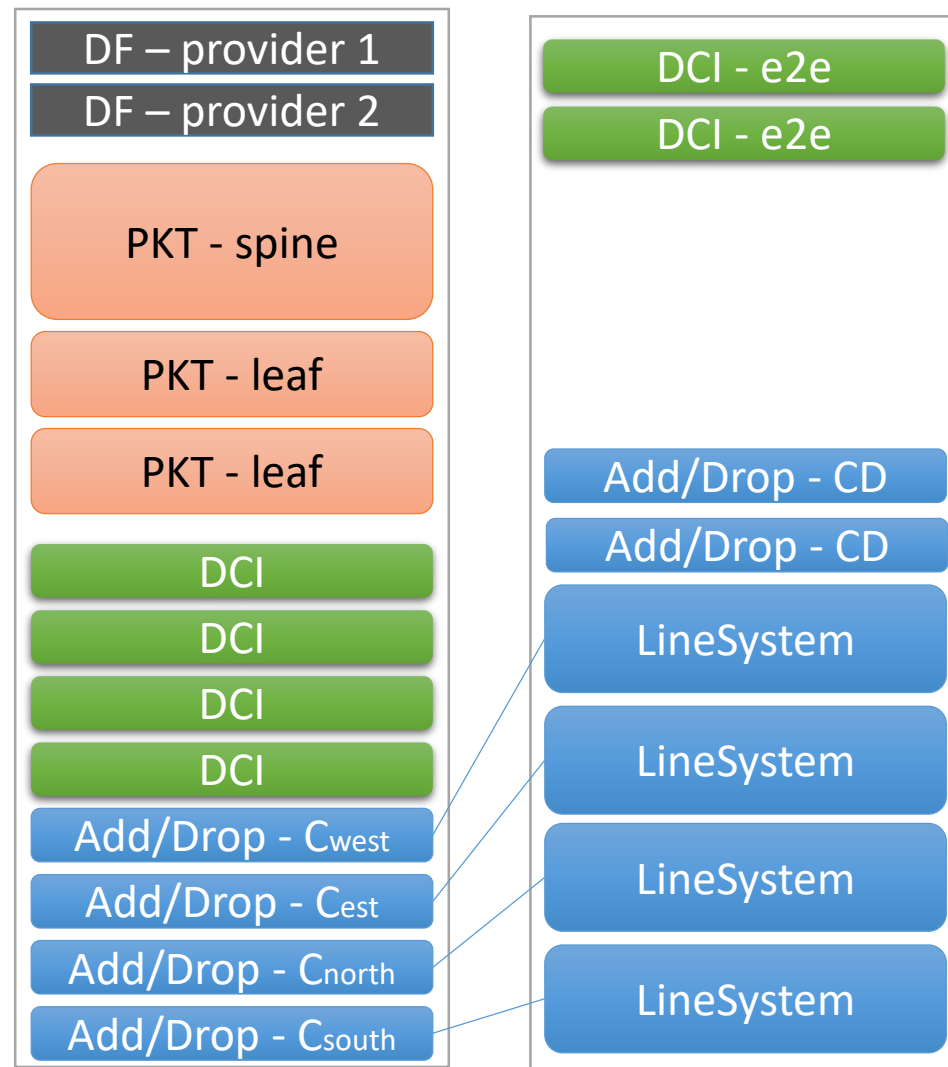 DF – provider 1
DF – provider 2
PKT - spine
PKT - leaf
PKT - leaf
DCI
DCI
DCI
DCI
Add/Drop - Cwest
Add/Drop - Cest
Add/Drop - Cnorth
Add/Drop - Csouth
DCI - e2e
DCI - e2e
Add/Drop - CD
Add/Drop - CD
LineSystem
LineSystem
LineSystem
LineSystem